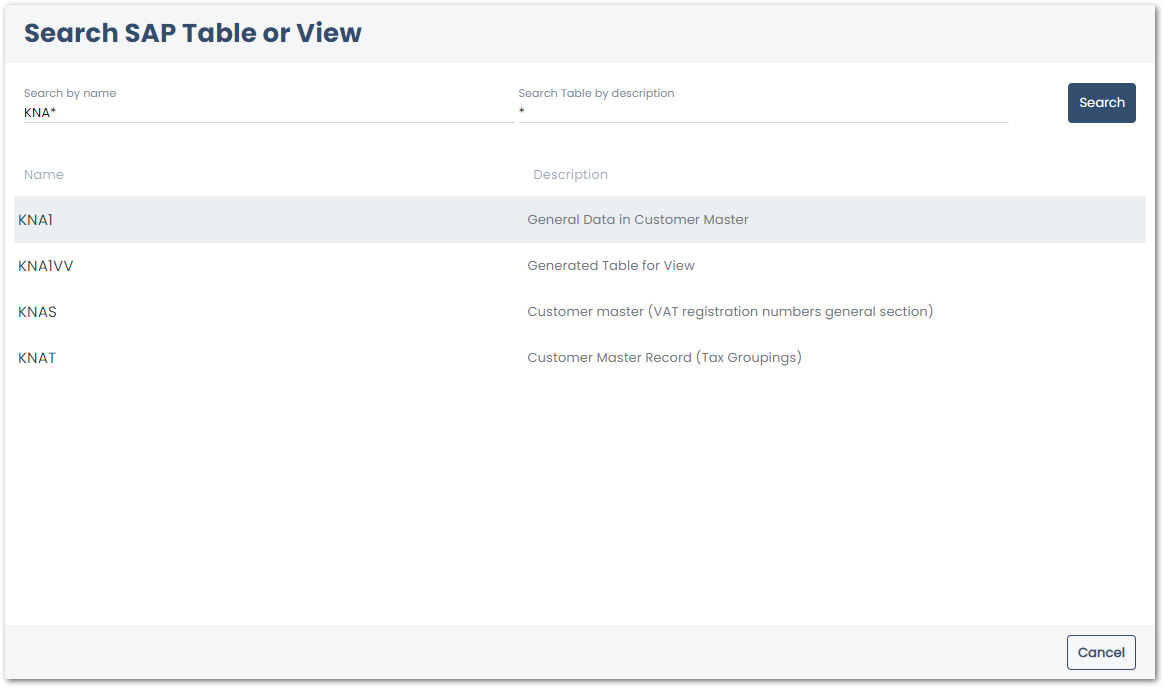 Search SAP Table or View
Search by name Search Table by description
KNA* *
Search
Name Description
KNA1 General Data in Customer Master
KNA1VV Generated Table for View
KNAS Customer master (VAT registration numbers general section)
KNAT Customer Master Record (Tax Groupings)
Cancel